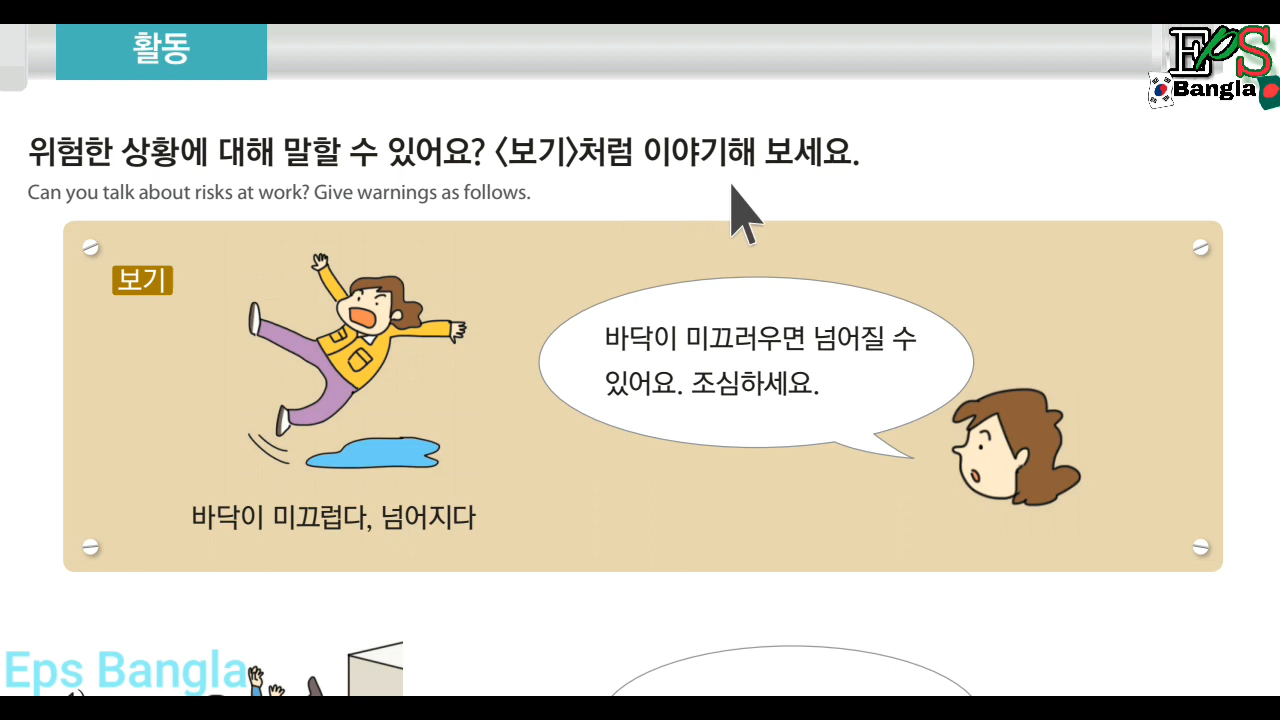 활동
EPS
Bangla
위험한 상황에 대해 말할 수 있어요? 〈보기〉처럼 이야기해 보세요.
Can you talk about risks at work? Give warnings as follows.
보기
바닥이 미끄러우면 넘어질 수
있어요. 조심하세요.
바닥이 미끄럽다, 넘어지다
Eps Bangla